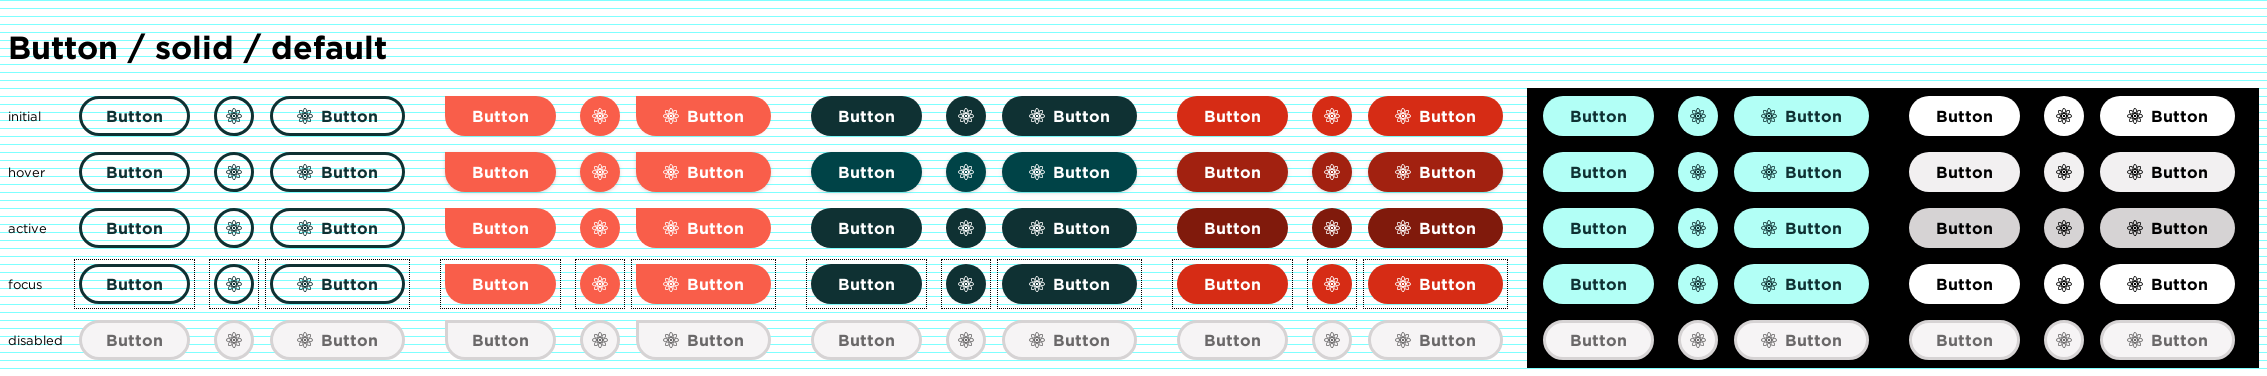 Button / solid / default
initial Button Button Button Button Button Button Button Button Button Button Button Button
hover Button Button Button Button Button Button Button Button Button Button Button Button
active Button Button Button Button Button Button Button Button Button Button Button Button
focus Button Button Button Button Button Button Button Button Button Button Button Button
disabled Button Button Button Button Button Button Button Button Button Button Button Button